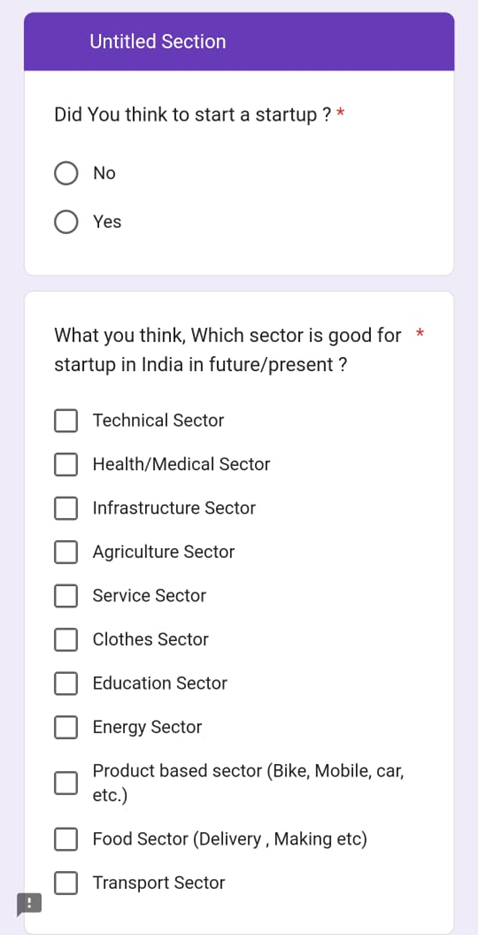 Untitled Section
Did You think to start a startup ? *
No
Yes
What you think, Which sector is good for *
startup in India in future/present ?
Technical Sector
Health/Medical Sector
Infrastructure Sector
Agriculture Sector
Service Sector
Clothes Sector
Education Sector
Energy Sector
Product based sector (Bike, Mobile, car,
etc.)
Food Sector (Delivery , Making etc)
Transport Sector